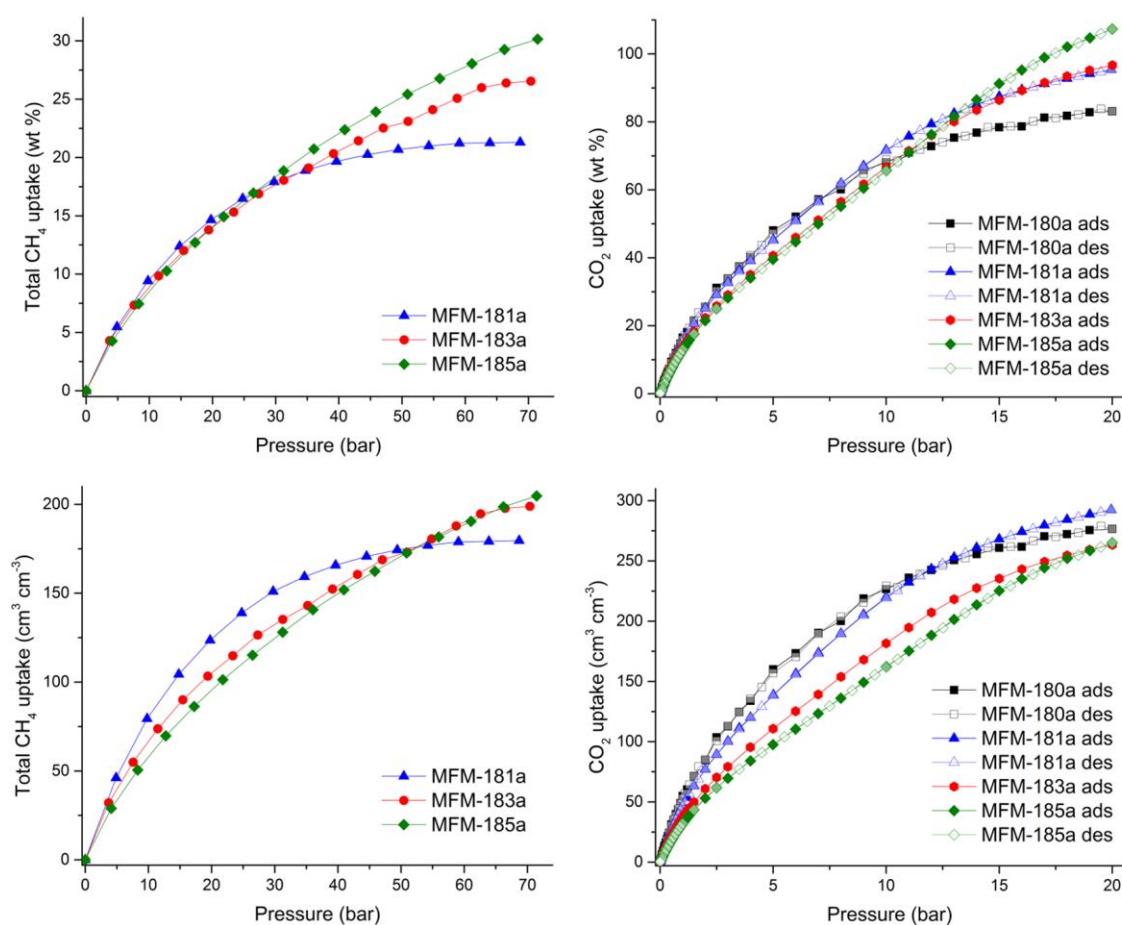 Total CH4 uptake (wt %)
30
25
20
15
10
5
0
MFM-181a
MFM-183a
MFM-185a
0 10 20 30 40 50 60 70
Pressure (bar)
CO2 uptake (wt %)
100
80
60
40
20
0
MFM-180a ads
MFM-180a des
MFM-181a ads
MFM-181a des
MFM-183a ads
MFM-185a ads
MFM-185a des
0 5 10 15 20
Pressure (bar)
Total CH4 uptake (cm3 cm-3)
200
150
100
50
0
MFM-181a
MFM-183a
MFM-185a
0 10 20 30 40 50 60 70
Pressure (bar)
CO2 uptake (cm3 cm-3)
300
250
200
150
100
50
0
MFM-180a ads
MFM-180a des
MFM-181a ads
MFM-181a des
MFM-183a ads
MFM-185a ads
MFM-185a des
0 5 10 15 20
Pressure (bar)